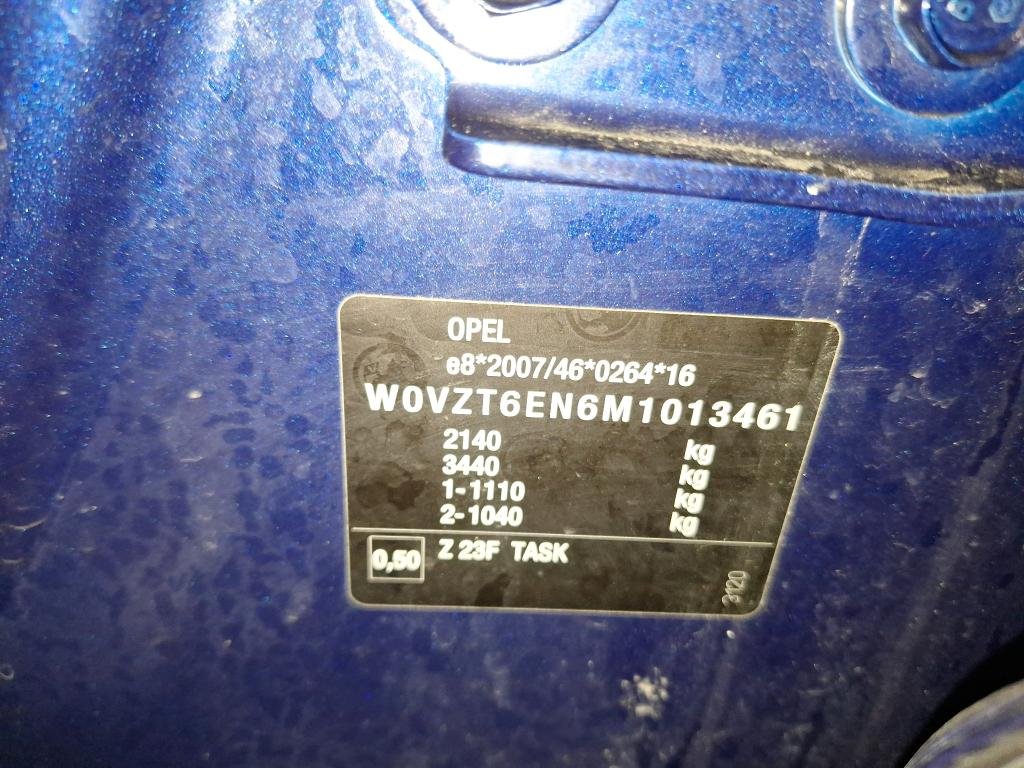 OPEL
e8*2007/46*0264*16
W0VZT6EN6M1013461
2140 kg
3440 kg
1-1110 kg
2-1040 kg
0,50 Z 23F TASK
3120